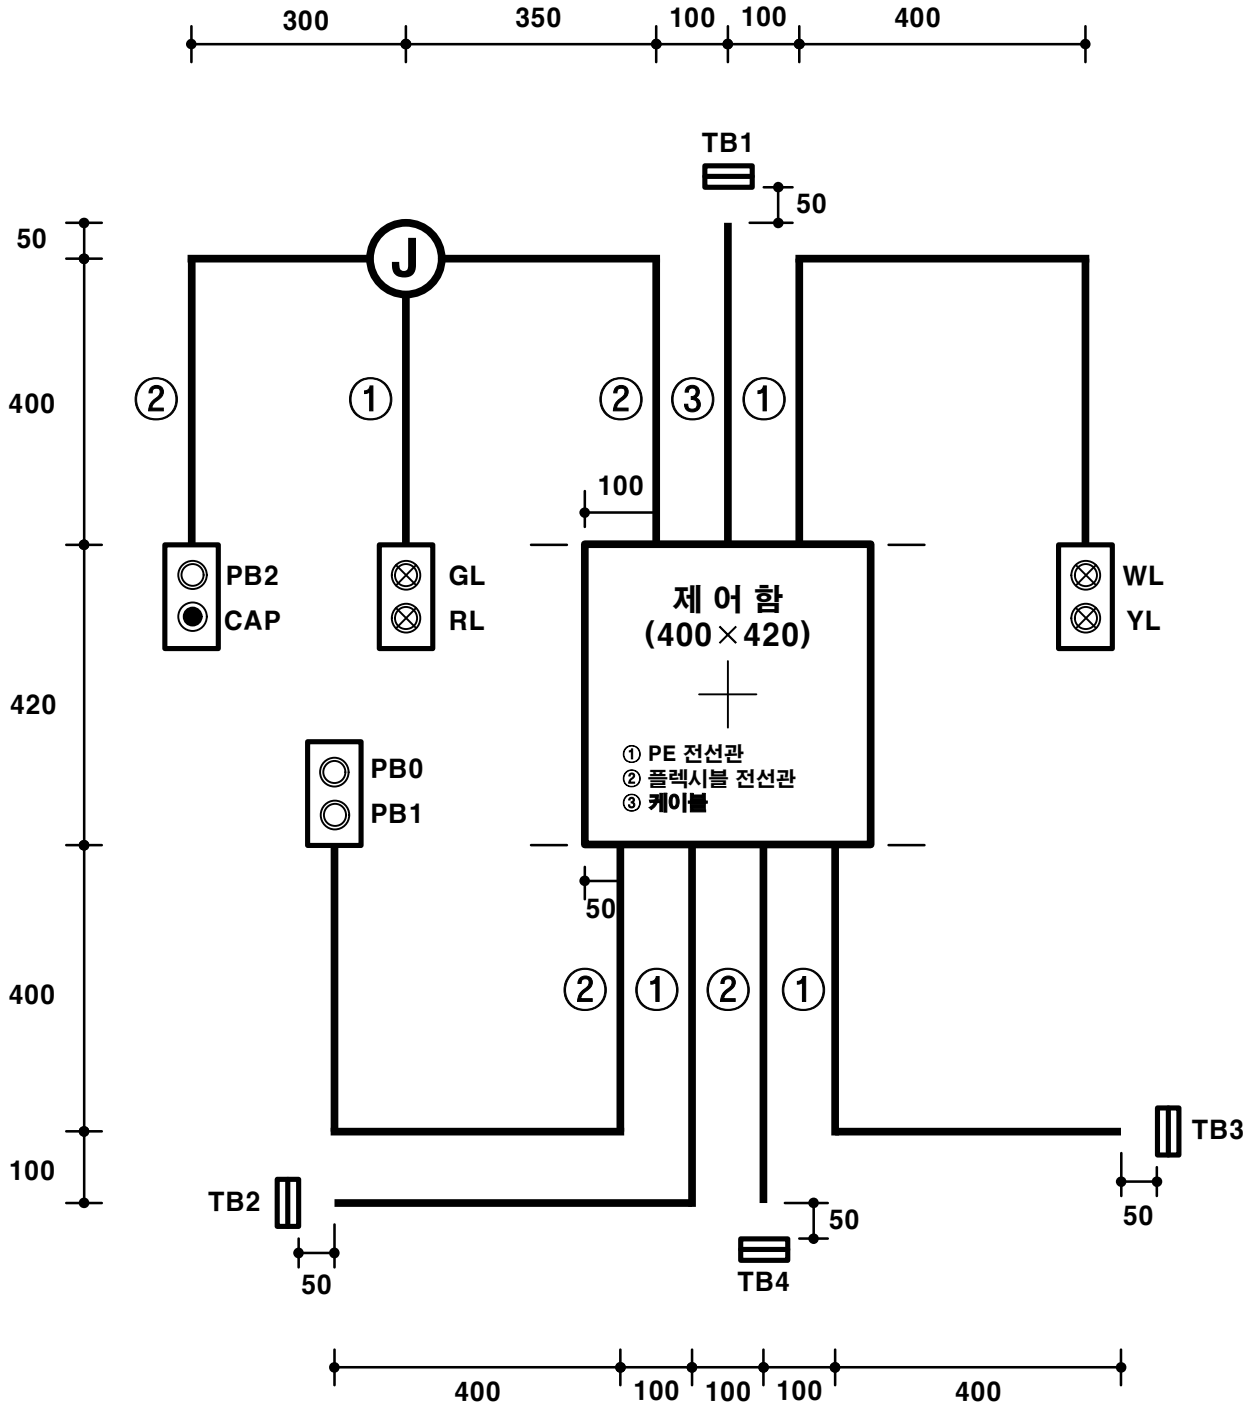 300 350 100 100 400
TB1
50
50
J
400
② ① ② ③ ①
100
PB2 GL WL
CAP RL YL
제 어 함
(400×420)
420
① PE 전선관
② 플렉시블 전선관
③ 케이블
PB0
PB1
50
400
② ① ② ①
TB3
100
TB2
50 50
50
TB4
400 100 100 100 400